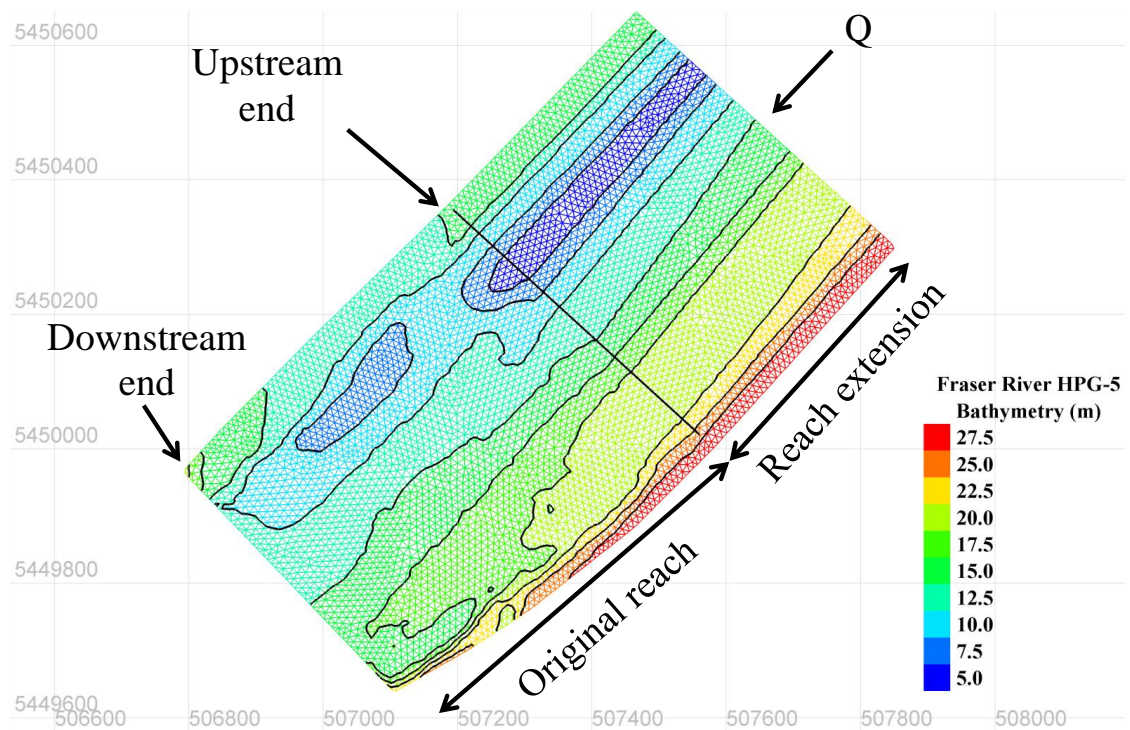 5450600
Q
Upstream
end
5450400
5450200
Downstream
end
Reach extension
Fraser River HPG-5
Bathymetry (m)
27.5
25.0
22.5
20.0
17.5
15.0
12.5
10.0
7.5
5.0
5450000
Original reach
5449800
5449600
506600
506800
507000
507200
507400
507600
507800
508000